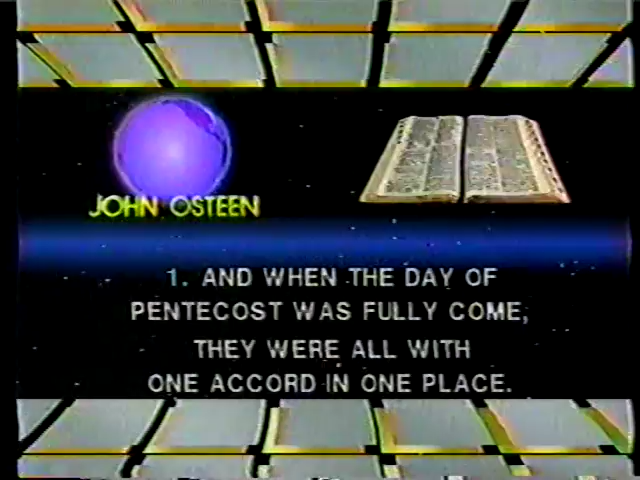 JOHN OSTEEN
1. AND WHEN THE DAY OF
PENTECOST WAS FULLY COME,
THEY WERE ALL WITH
ONE ACCORD IN ONE PLACE.